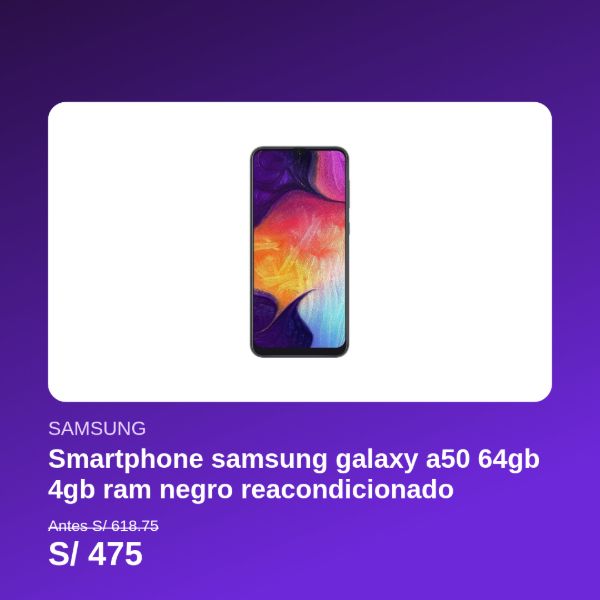 SAMSUNG
Smartphone samsung galaxy a50 64gb
4gb ram negro reacondicionado
Antes S/ 618.75
S/ 475